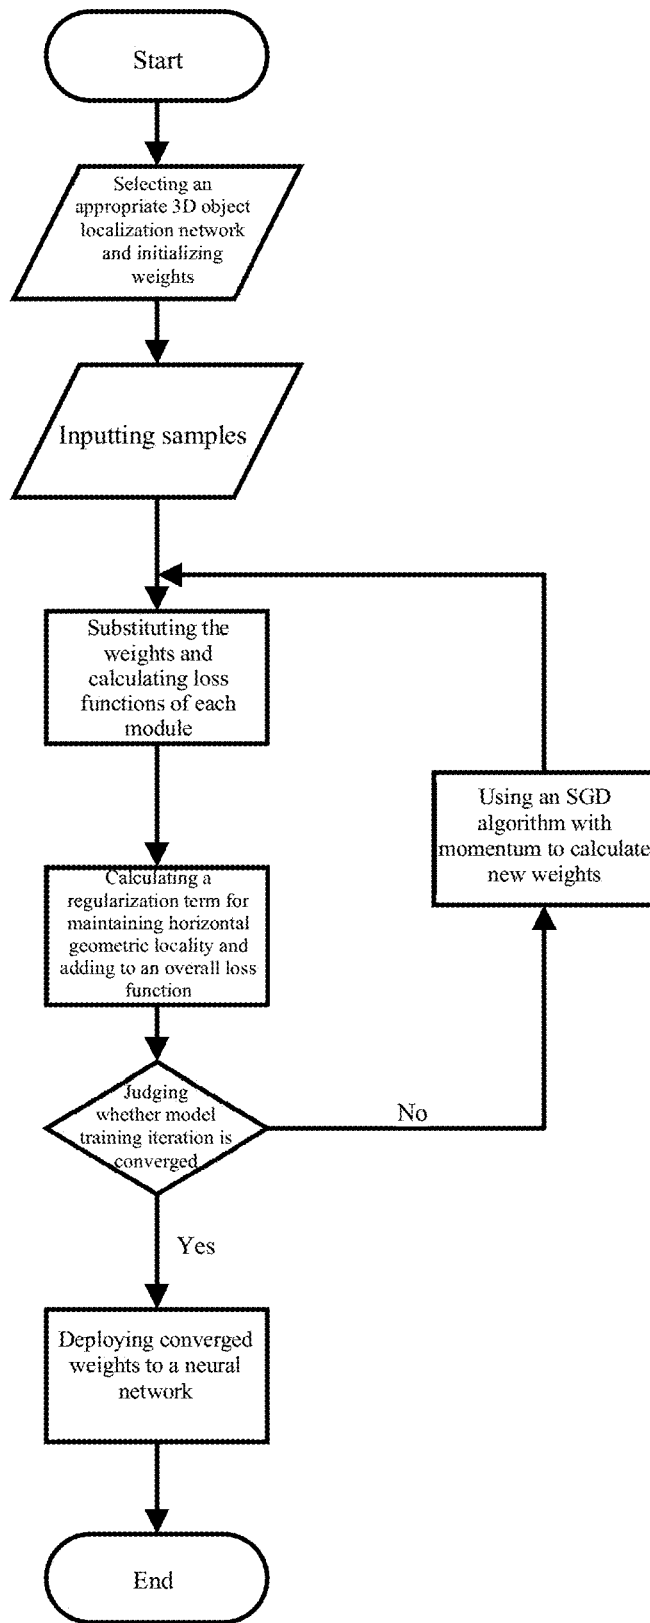 Start
Selecting an
appropriate 3D object
localization network
and initializing
weights
Inputting samples
Substituting the
weights and
calculating loss
functions of each
module
Using an SGD
algorithm with
momentum to calculate
new weights
Calculating a
regularization term for
maintaining horizontal
geometric locality and
adding to an overall loss
function
Judging
whether model
training iteration is
converged
No
Yes
Deploying converged
weights to a neural
network
End